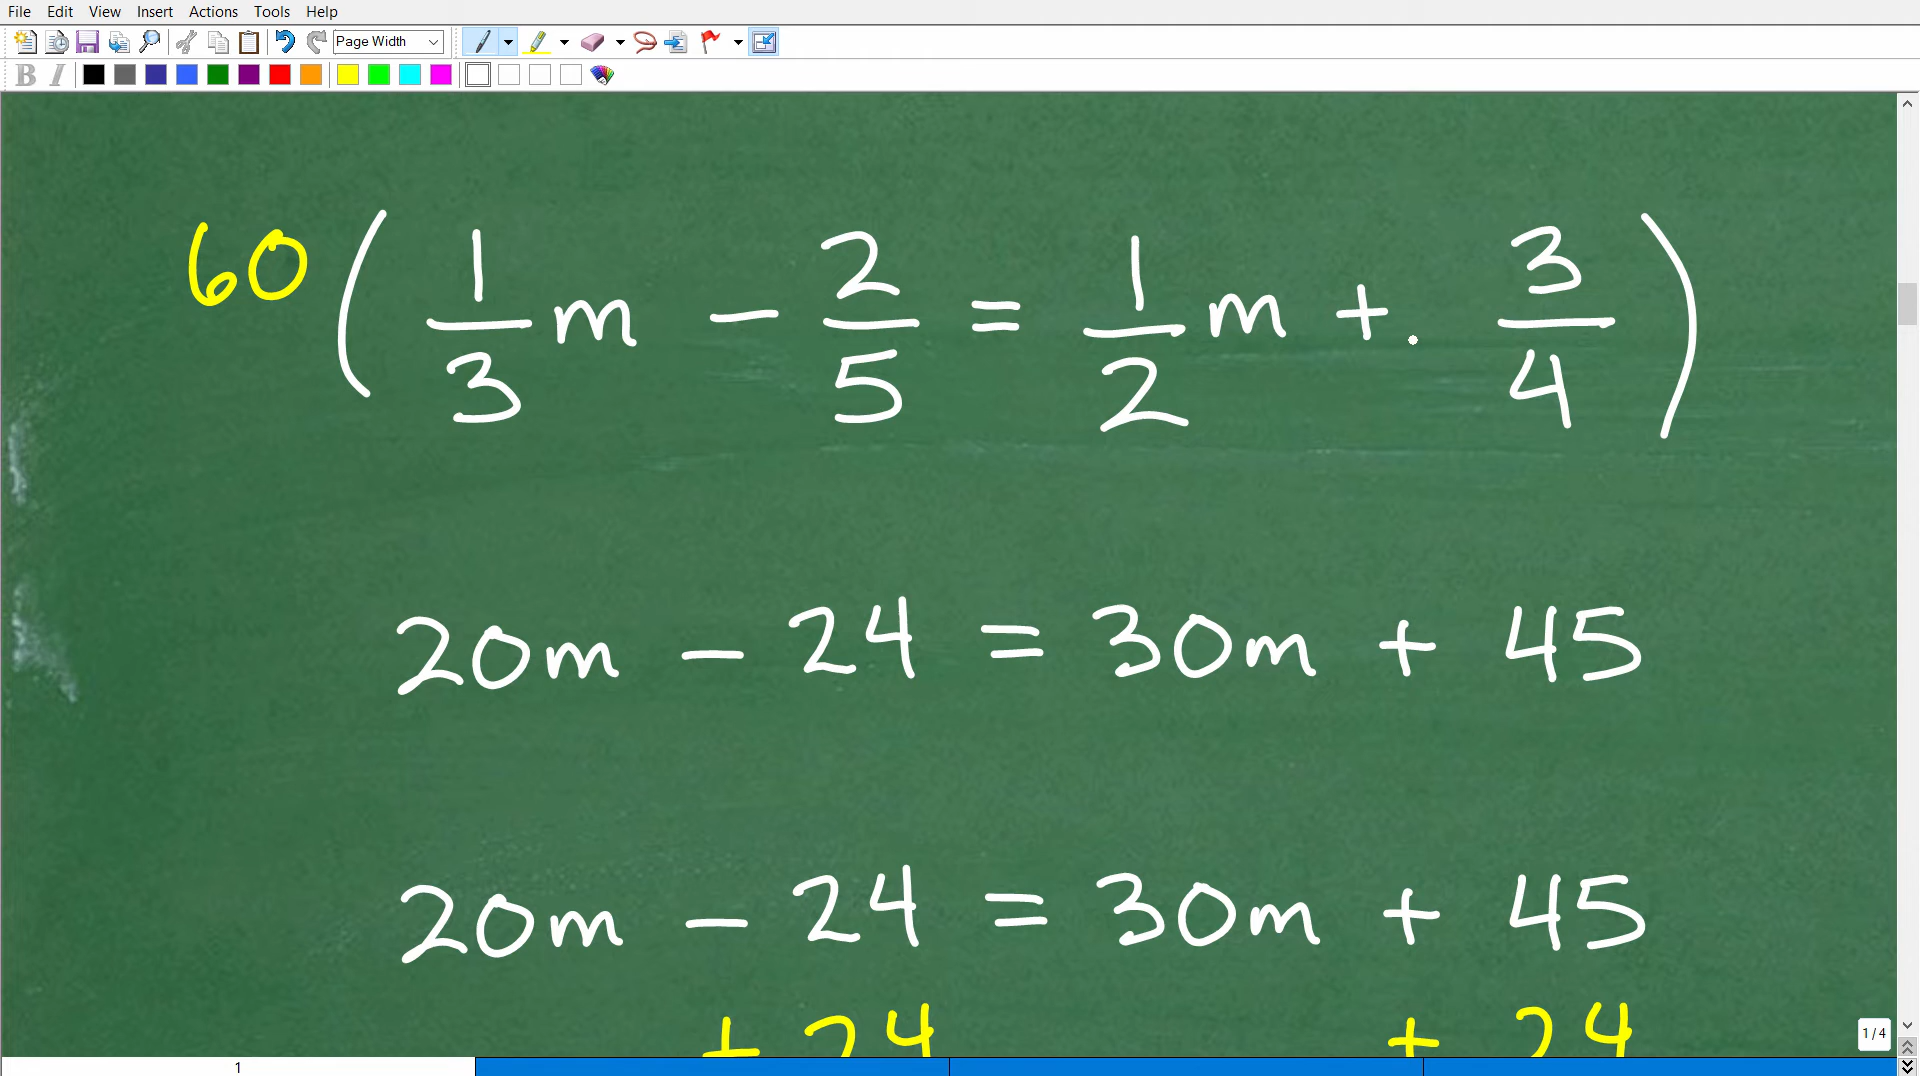 File Edit View Insert Actions Tools Help
Page Width
B I
60 ( 1/3 m - 2/5 = 1/2 m + . 3/4 )
20m - 24 = 30m + 45
20m - 24 = 30m + 45
+ 24 + 24
1 / 4
1